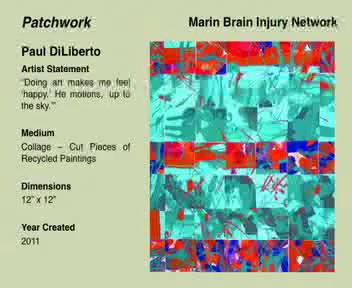 Patchwork
Marin Brain Injury Network
Paul DiLiberto
Artist Statement
"Doing art makes me feel
'happy.' He motions, 'up to
the sky.'"
Medium
Collage – Cut Pieces of
Recycled Paintings
Dimensions
12" x 12"
Year Created
2011